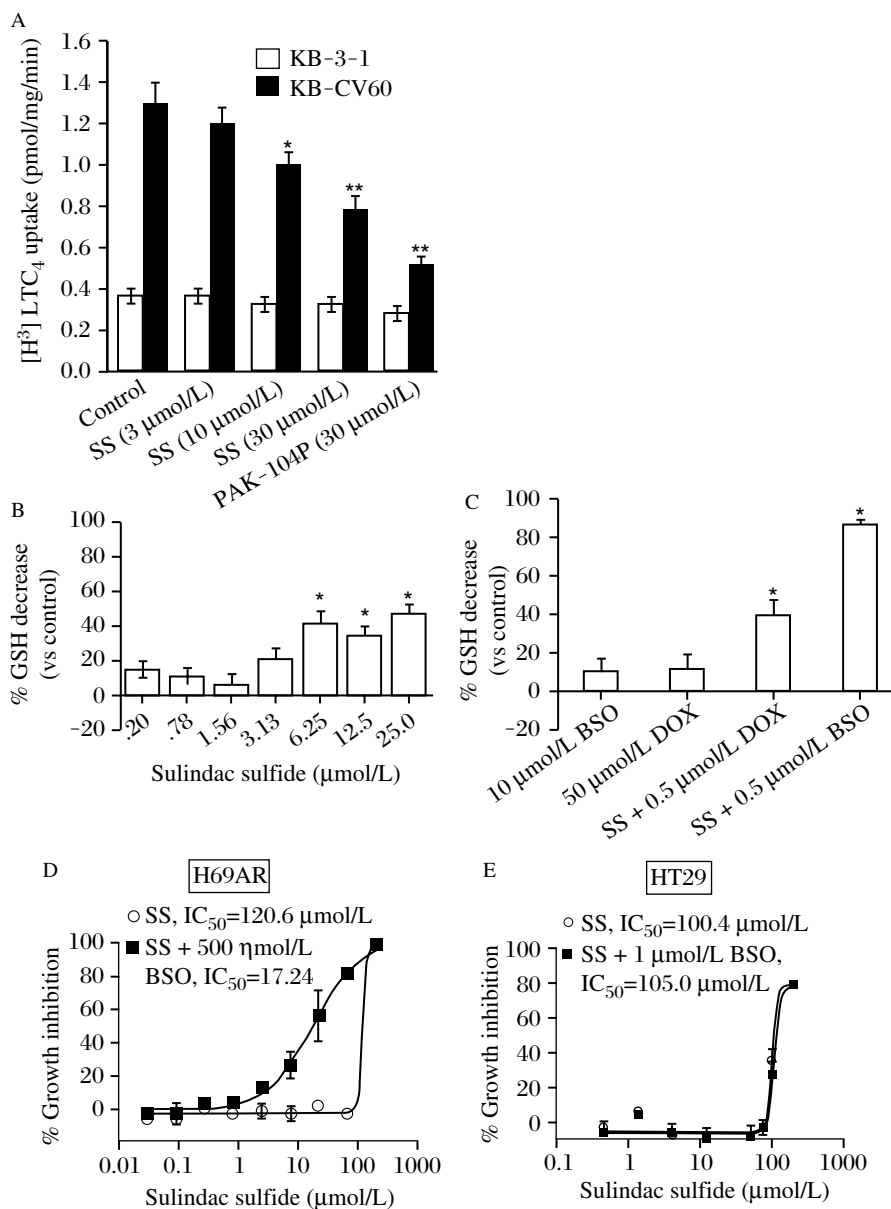 A
KB-3-1
KB-CV60
[H³] LTC₄ uptake (pmol/mg/min)
1.6
1.4
1.2
1.0
0.8
0.6
0.4
0.2
0.0
*
**
**
Control
SS (3 μmol/L)
SS (10 μmol/L)
SS (30 μmol/L)
PAK-104P (30 μmol/L)
B
% GSH decrease
(vs control)
100
80
60
40
20
0
-20
*
*
*
.20
.78
1.56
3.13
6.25
12.5
25.0
Sulindac sulfide (μmol/L)
C
% GSH decrease
(vs control)
100
80
60
40
20
0
-20
*
*
10 μmol/L BSO
50 μmol/L DOX
SS + 0.5 μmol/L DOX
SS + 0.5 μmol/L BSO
D
H69AR
SS, IC₅₀=120.6 μmol/L
SS + 500 ηmol/L
BSO, IC₅₀=17.24
% Growth inhibition
100
80
60
40
20
0
0.01
0.1
1
10
100
1000
Sulindac sulfide (μmol/L)
E
HT29
SS, IC₅₀=100.4 μmol/L
SS + 1 μmol/L BSO,
IC₅₀=105.0 μmol/L
% Growth inhibition
100
80
60
40
20
0
0.1
1
10
100
1000
Sulindac sulfide (μmol/L)